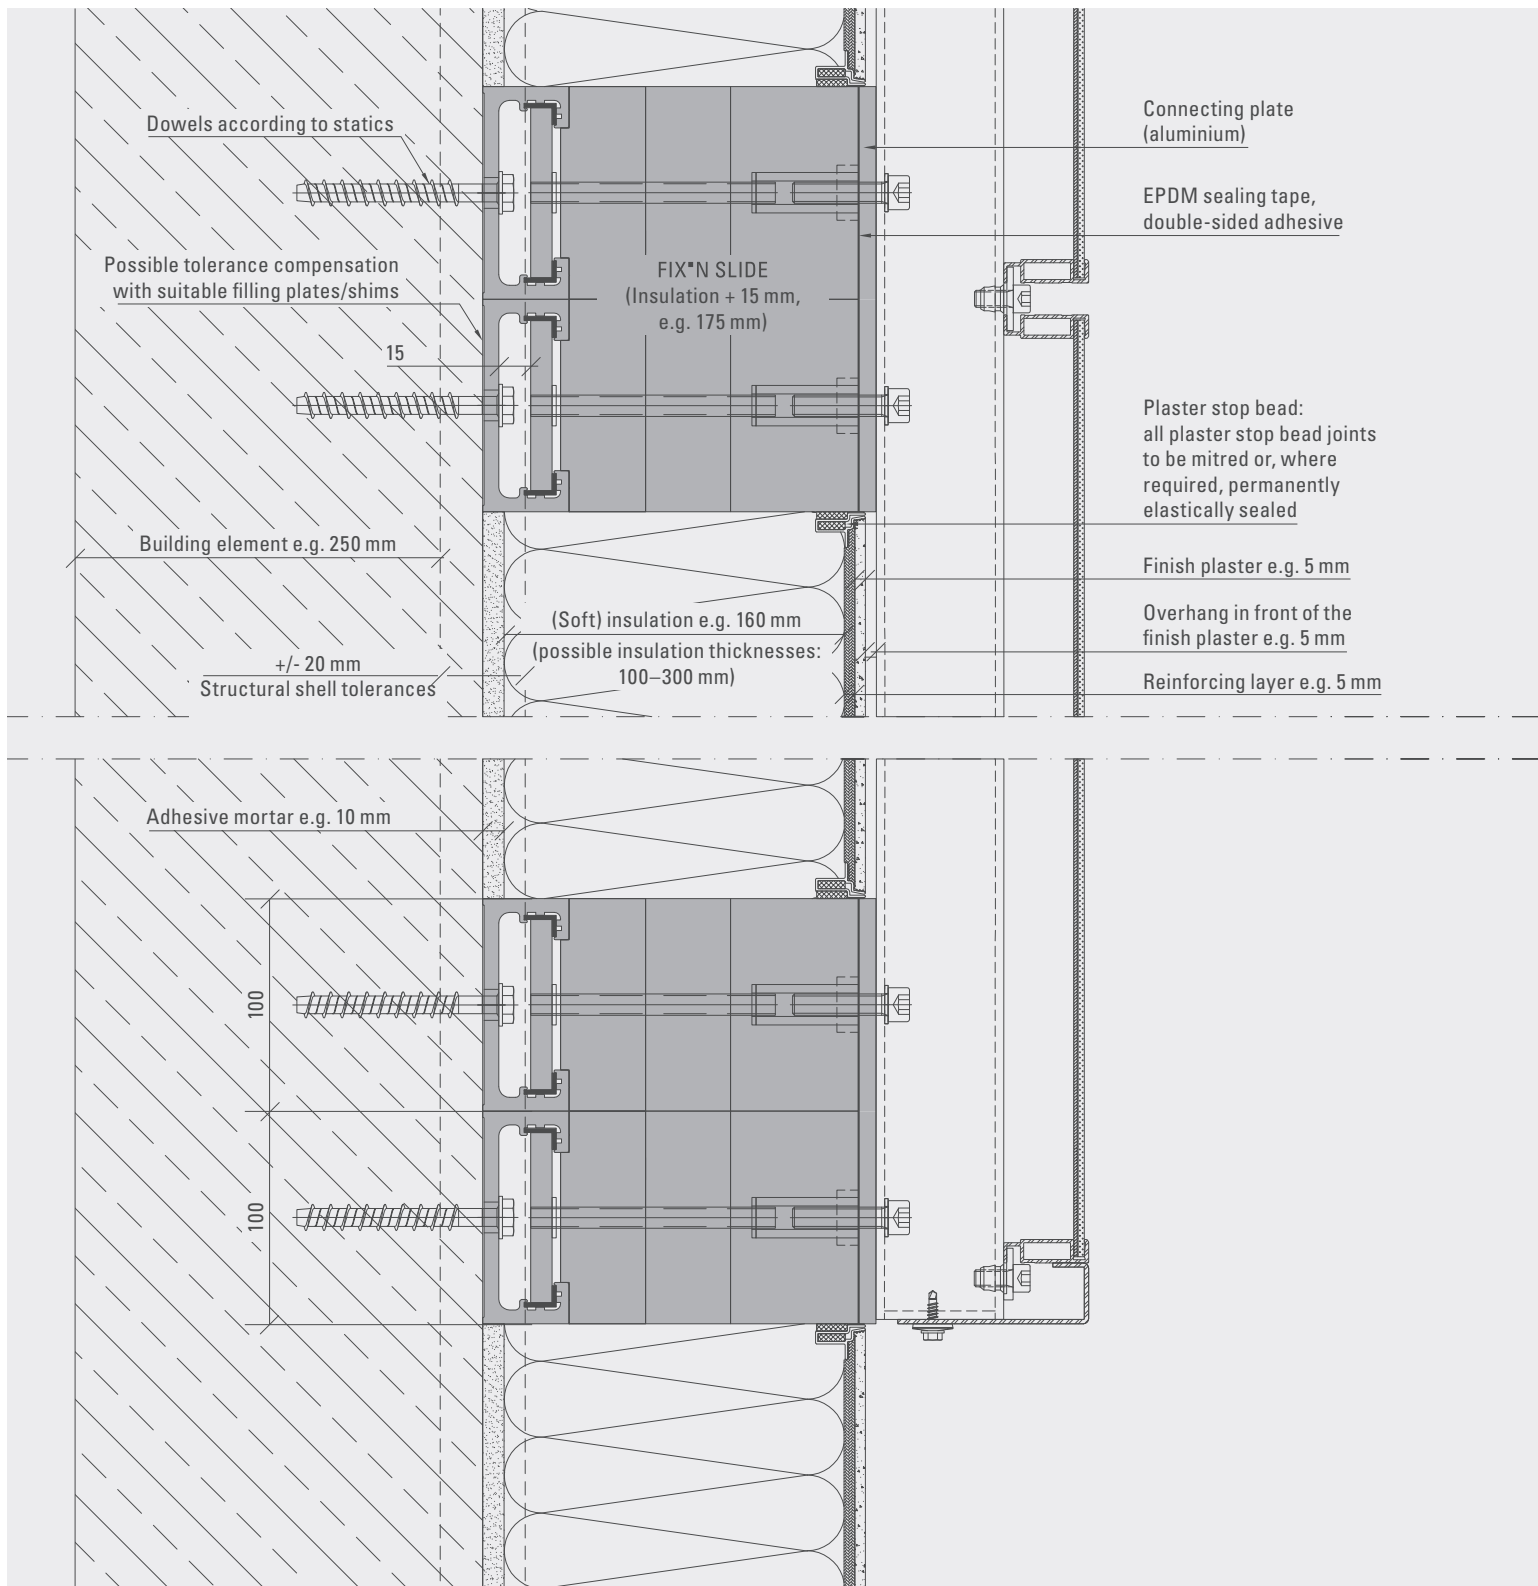 Dowels according to statics
Connecting plate
(aluminium)
EPDM sealing tape,
double-sided adhesive
Possible tolerance compensation
with suitable filling plates/shims
FIX■N SLIDE
(Insulation + 15 mm,
e.g. 175 mm)
15
Plaster stop bead:
all plaster stop bead joints
to be mitred or, where
required, permanently
elastically sealed
Building element e.g. 250 mm
Finish plaster e.g. 5 mm
(Soft) insulation e.g. 160 mm
(possible insulation thicknesses:
100–300 mm)
Overhang in front of the
finish plaster e.g. 5 mm
+/- 20 mm
Structural shell tolerances
Reinforcing layer e.g. 5 mm
Adhesive mortar e.g. 10 mm
100
100